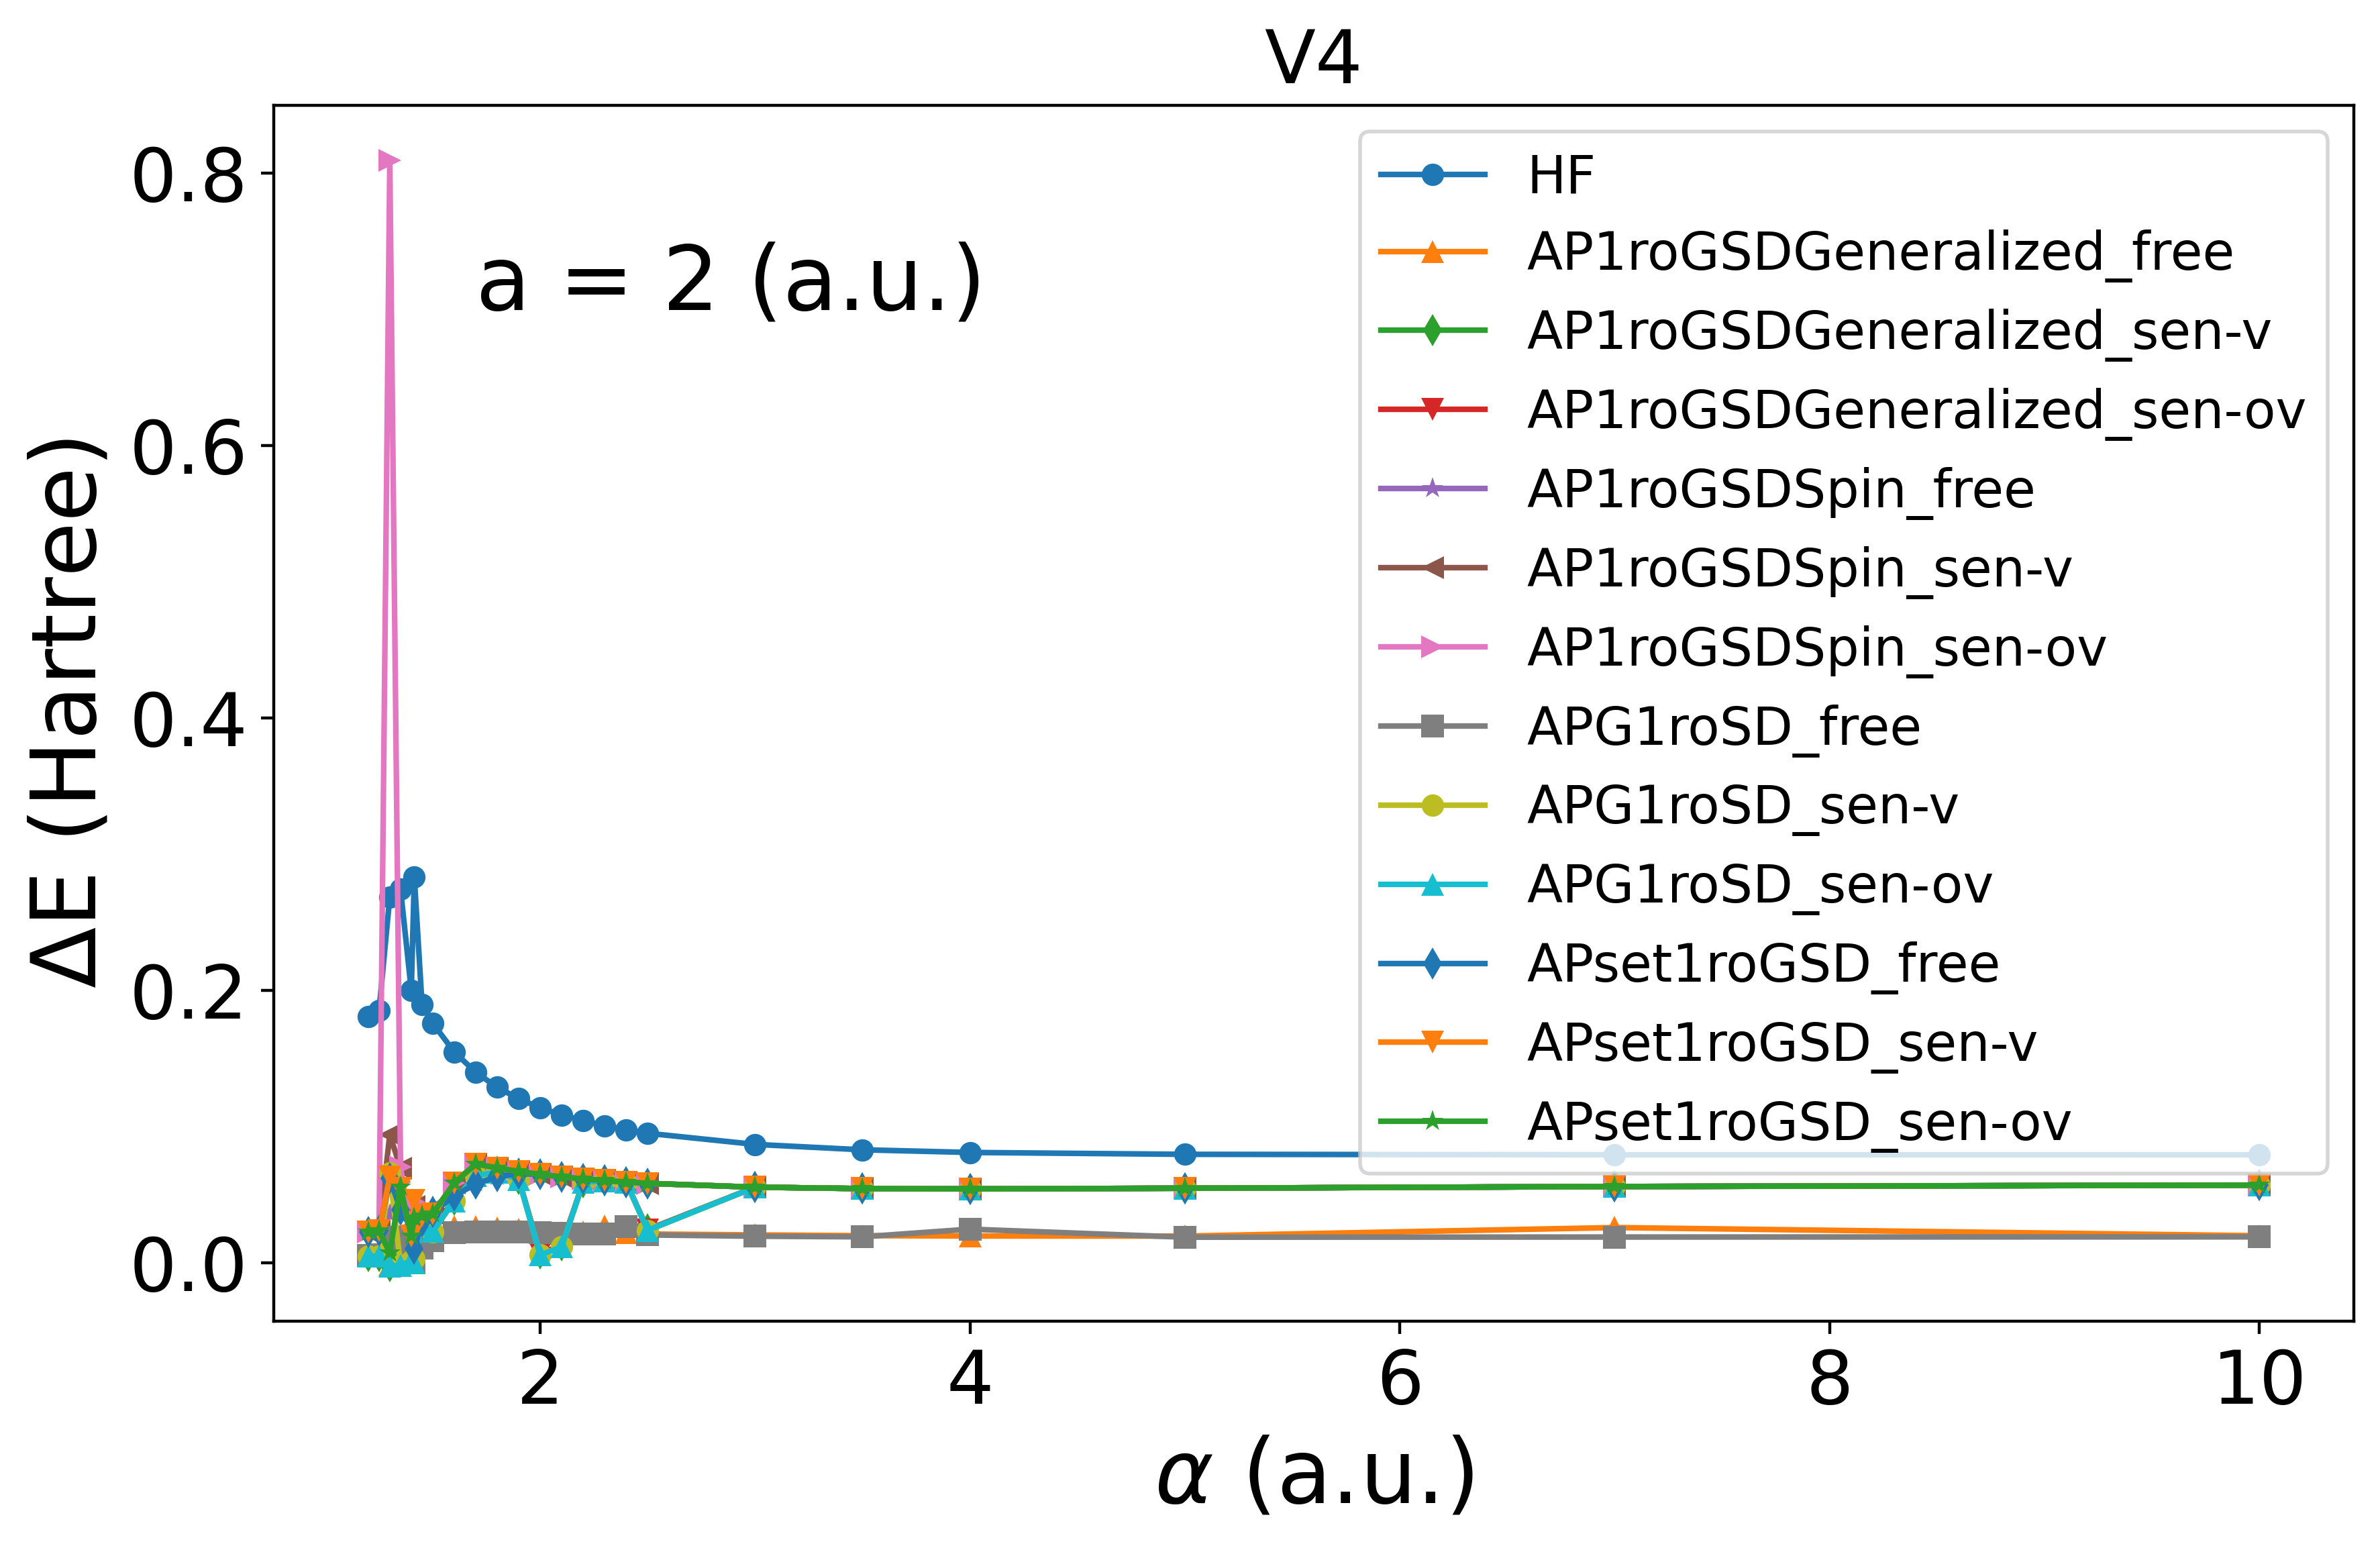 V4
a = 2 (a.u.)
HF
AP1roGSDGeneralized_free
AP1roGSDGeneralized_sen-v
AP1roGSDGeneralized_sen-ov
AP1roGSDSpin_free
AP1roGSDSpin_sen-v
AP1roGSDSpin_sen-ov
APG1roSD_free
APG1roSD_sen-v
APG1roSD_sen-ov
APset1roGSD_free
APset1roGSD_sen-v
APset1roGSD_sen-ov
ΔE (Hartree)
0.8
0.6
0.4
0.2
0.0
2 4 6 8 10
α (a.u.)